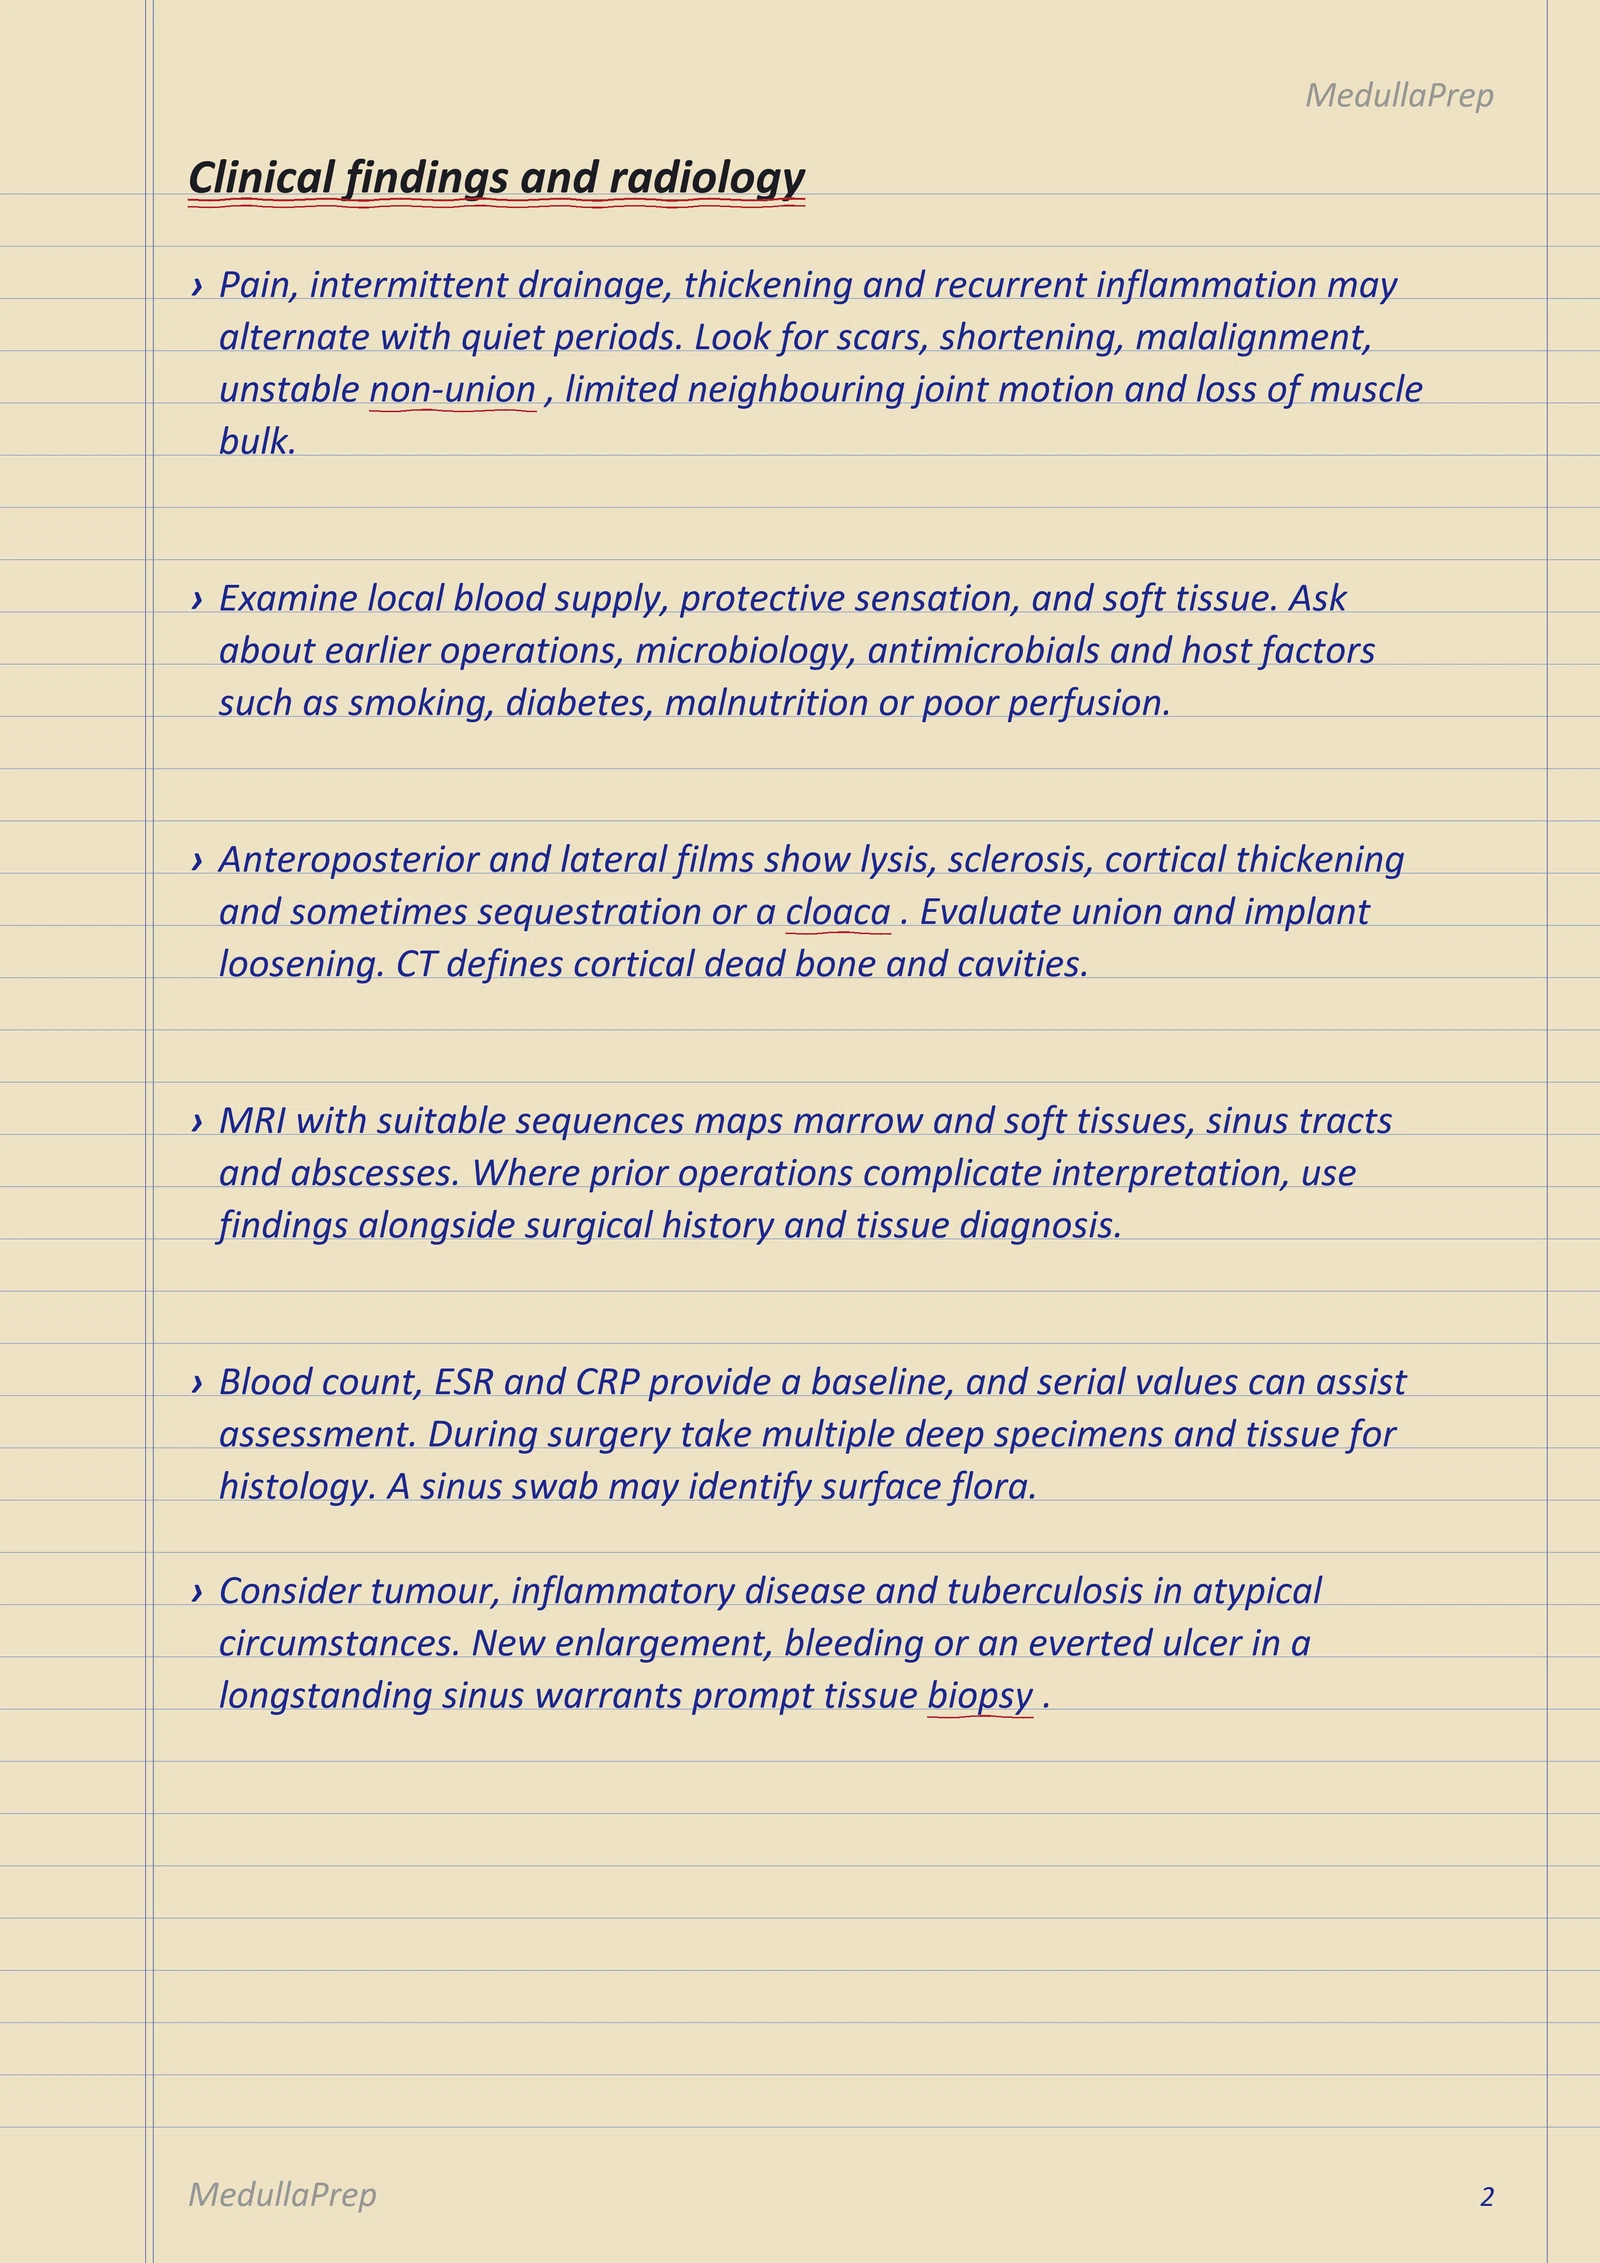 MedullaPrep
Clinical findings and radiology
› Pain, intermittent drainage, thickening and recurrent inflammation may
alternate with quiet periods. Look for scars, shortening, malalignment,
unstable non-union , limited neighbouring joint motion and loss of muscle
bulk.
› Examine local blood supply, protective sensation, and soft tissue. Ask
about earlier operations, microbiology, antimicrobials and host factors
such as smoking, diabetes, malnutrition or poor perfusion.
› Anteroposterior and lateral films show lysis, sclerosis, cortical thickening
and sometimes sequestration or a cloaca . Evaluate union and implant
loosening. CT defines cortical dead bone and cavities.
› MRI with suitable sequences maps marrow and soft tissues, sinus tracts
and abscesses. Where prior operations complicate interpretation, use
findings alongside surgical history and tissue diagnosis.
› Blood count, ESR and CRP provide a baseline, and serial values can assist
assessment. During surgery take multiple deep specimens and tissue for
histology. A sinus swab may identify surface flora.
› Consider tumour, inflammatory disease and tuberculosis in atypical
circumstances. New enlargement, bleeding or an everted ulcer in a
longstanding sinus warrants prompt tissue biopsy .
MedullaPrep
2